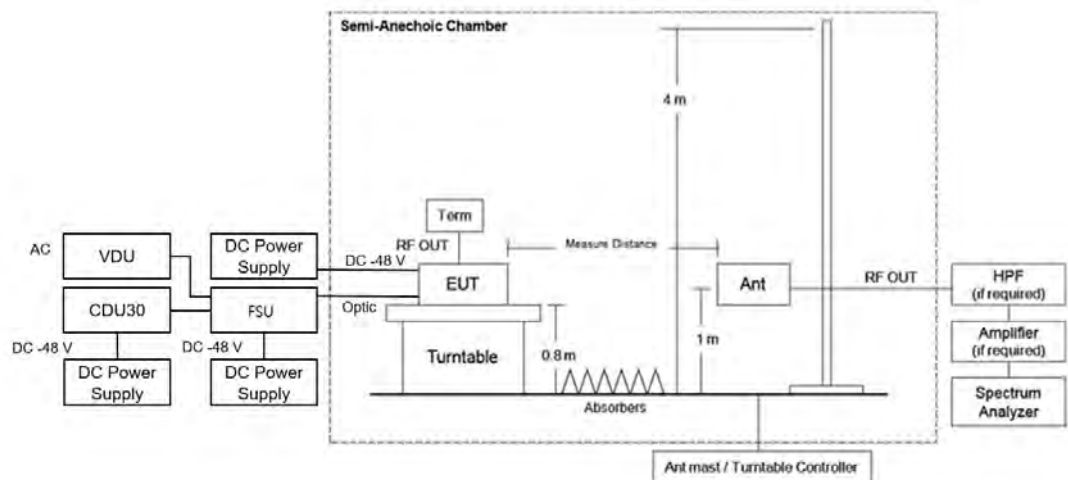 Semi-Anechoic Chamber
4 m
Term
AC
VDU
DC Power
Supply
RF OUT
DC -48 V
Measure Distance
EUT
Ant
RF OUT
HPF
(if required)
CDU30
FSU
Optic
Amplifier
(if required)
DC -48 V
DC -48 V
Turntable
0.8 m
1 m
DC Power
Supply
DC Power
Supply
Spectrum
Analyzer
Absorbers
Ant mast / Turntable Controller